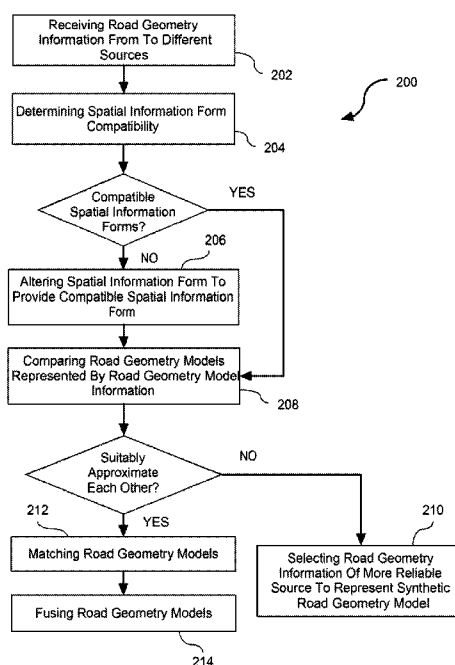 Receiving Road Geometry
Information From To Different
Sources
202
200
Determining Spatial Information Form
Compatibility
204
Compatible
Spatial Information
Forms?
YES
NO
206
Altering Spatial Information Form To
Provide Compatible Spatial Information
Form
Comparing Road Geometry Models
Represented By Road Geometry Model
Information
208
Suitably
Approximate
Each Other?
NO
YES
212
210
Matching Road Geometry Models
Selecting Road Geometry
Information Of More Reliable
Source To Represent Synthetic
Road Geometry Model
Fusing Road Geometry Models
214